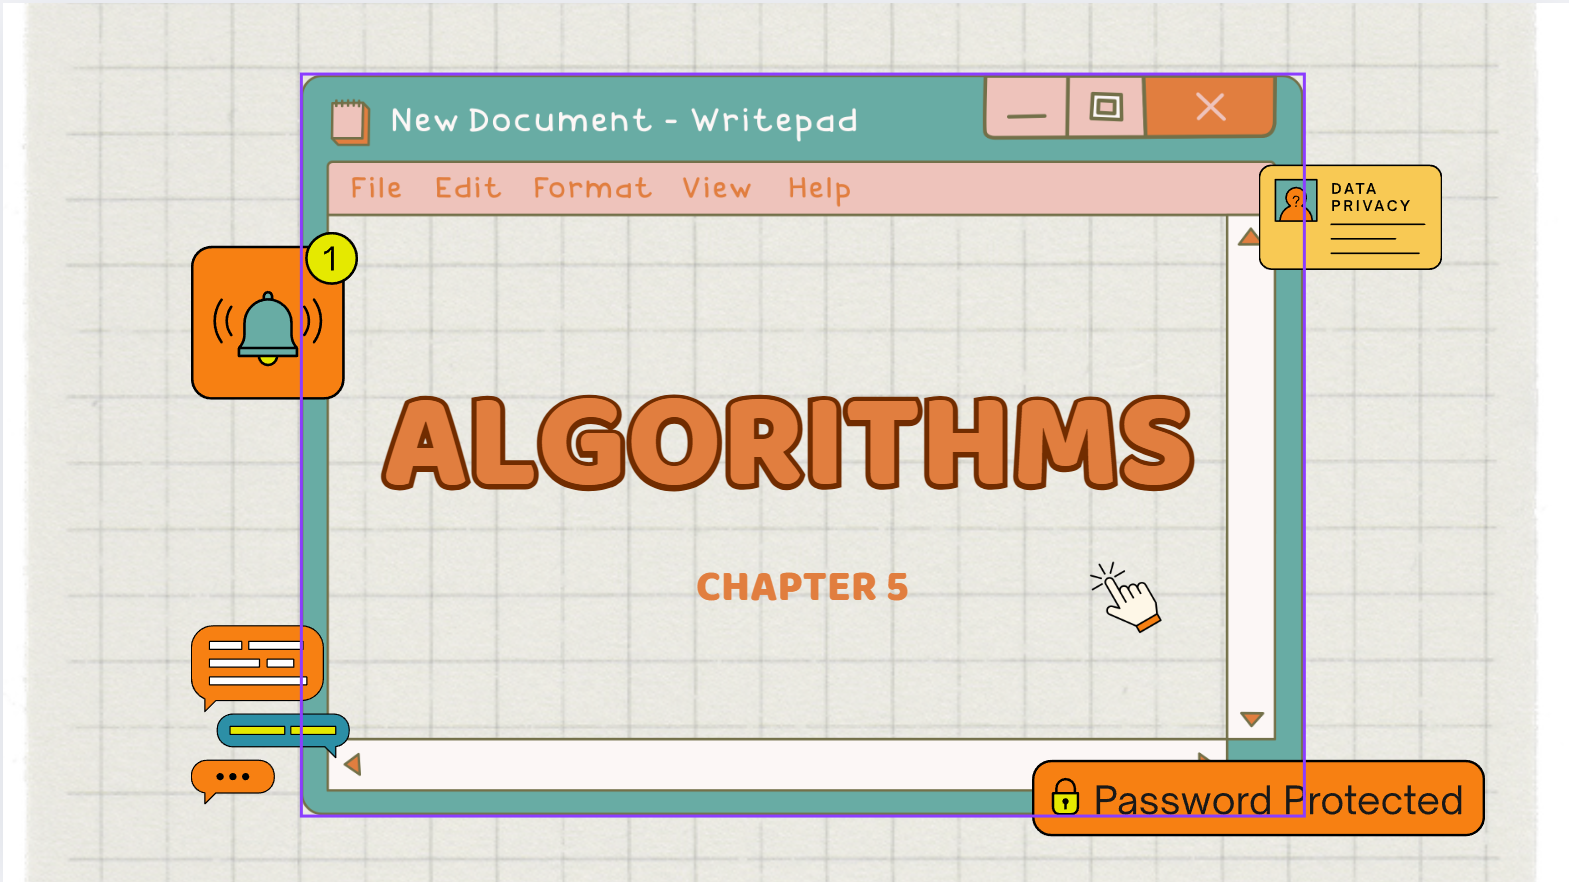 New Document - Writepad
File Edit Format View Help
DATA
PRIVACY
?
1
ALGORITHMS
CHAPTER 5
Password Protected